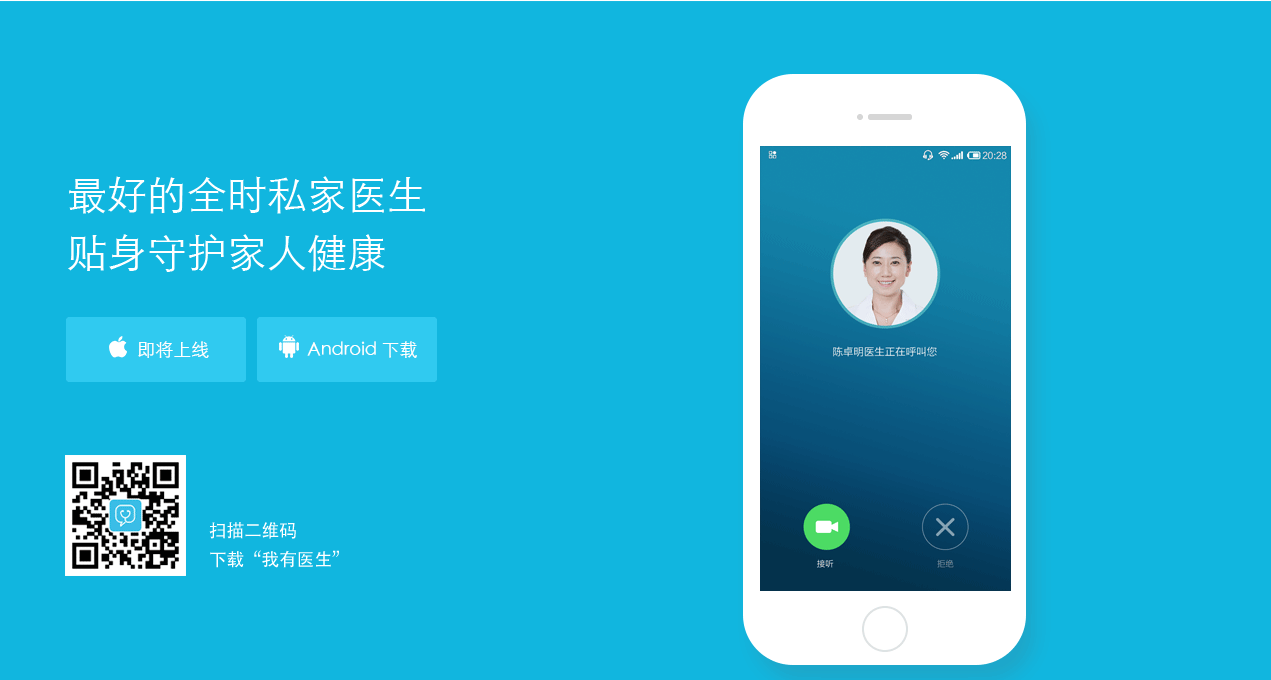 最好的全时私家医生
贴身守护家人健康
即将上线
Android 下载
扫描二维码
下载“我有医生”
20:28
陈卓明医生正在呼叫您
接听
拒绝